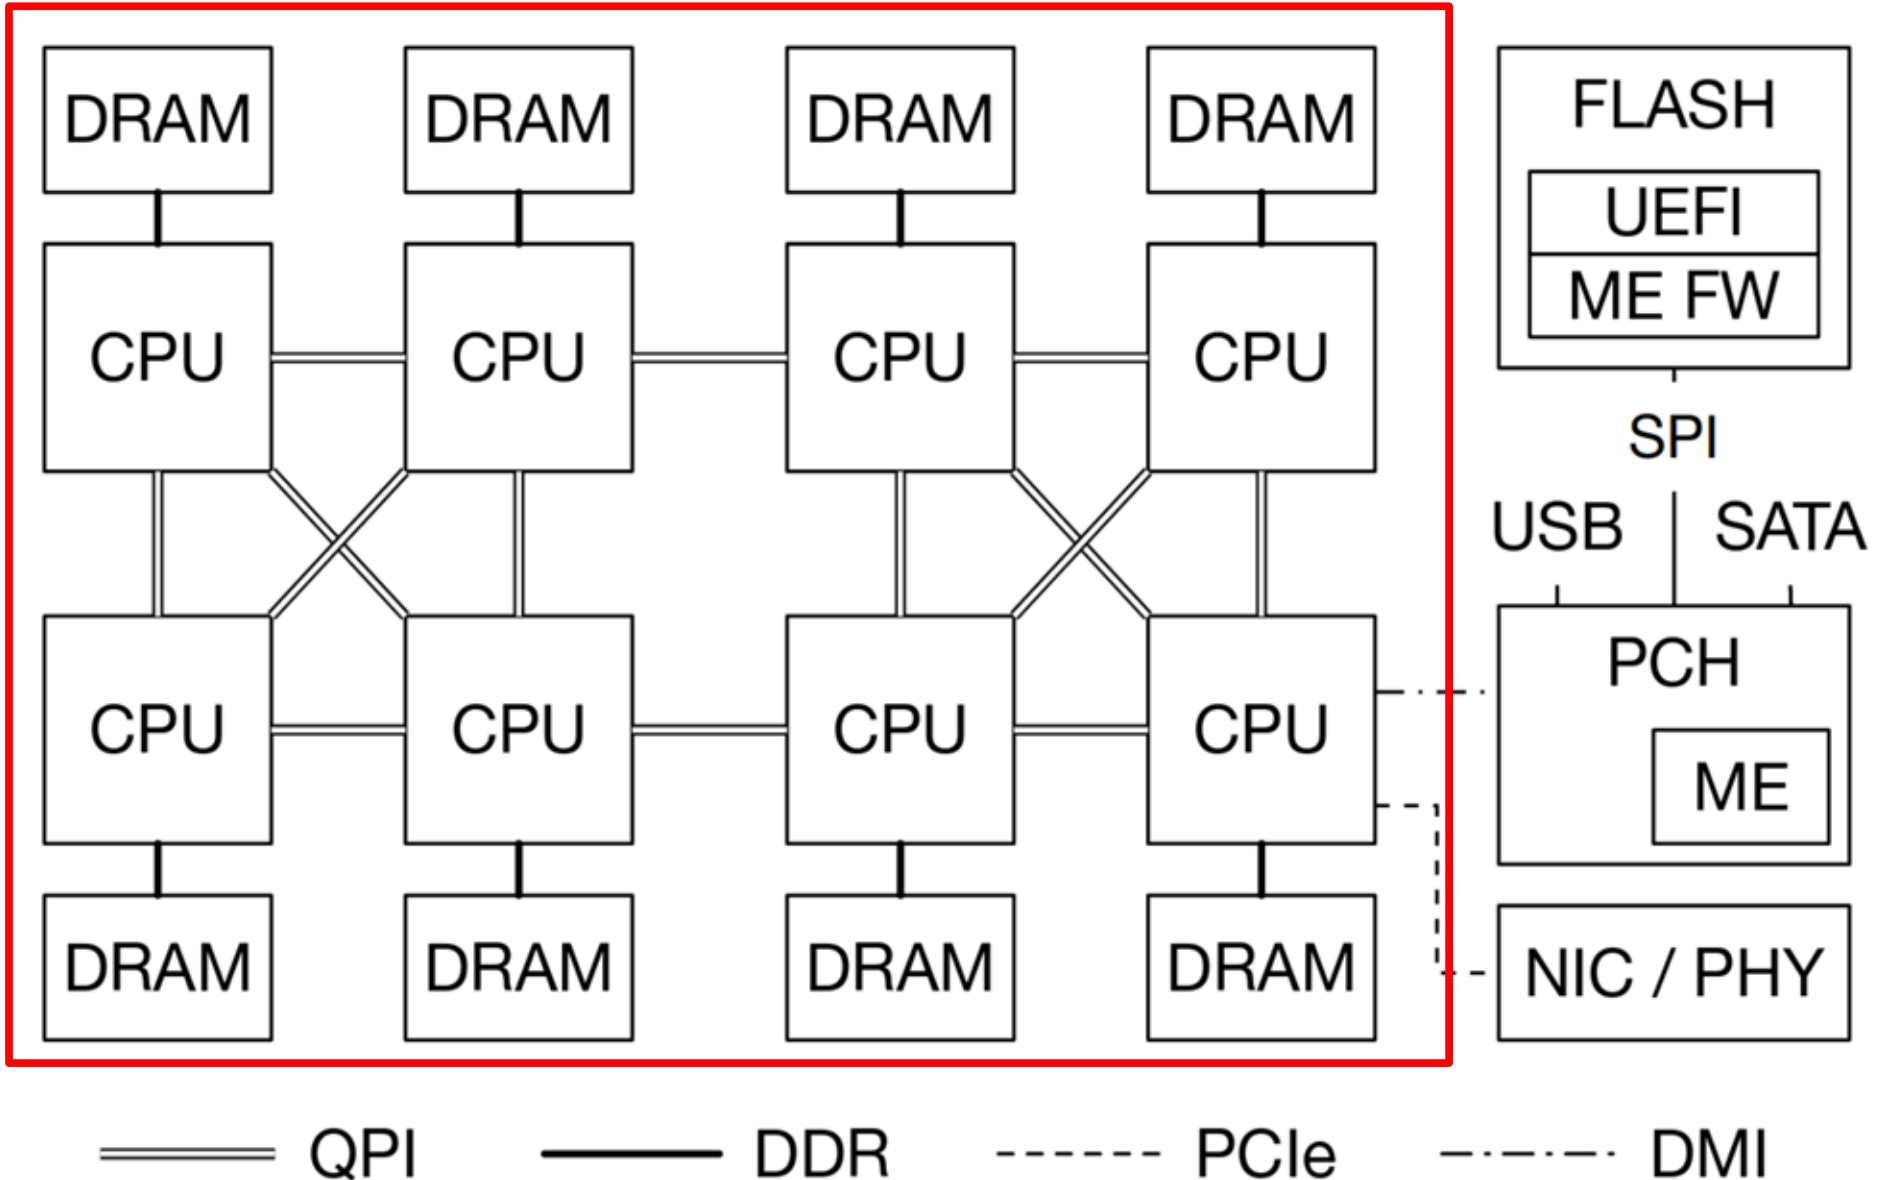 DRAM DRAM DRAM DRAM
CPU CPU CPU CPU
CPU CPU CPU CPU
DRAM DRAM DRAM DRAM
FLASH
UEFI
ME FW
SPI
USB SATA
PCH
ME
NIC / PHY
QPI DDR PCIe DMI